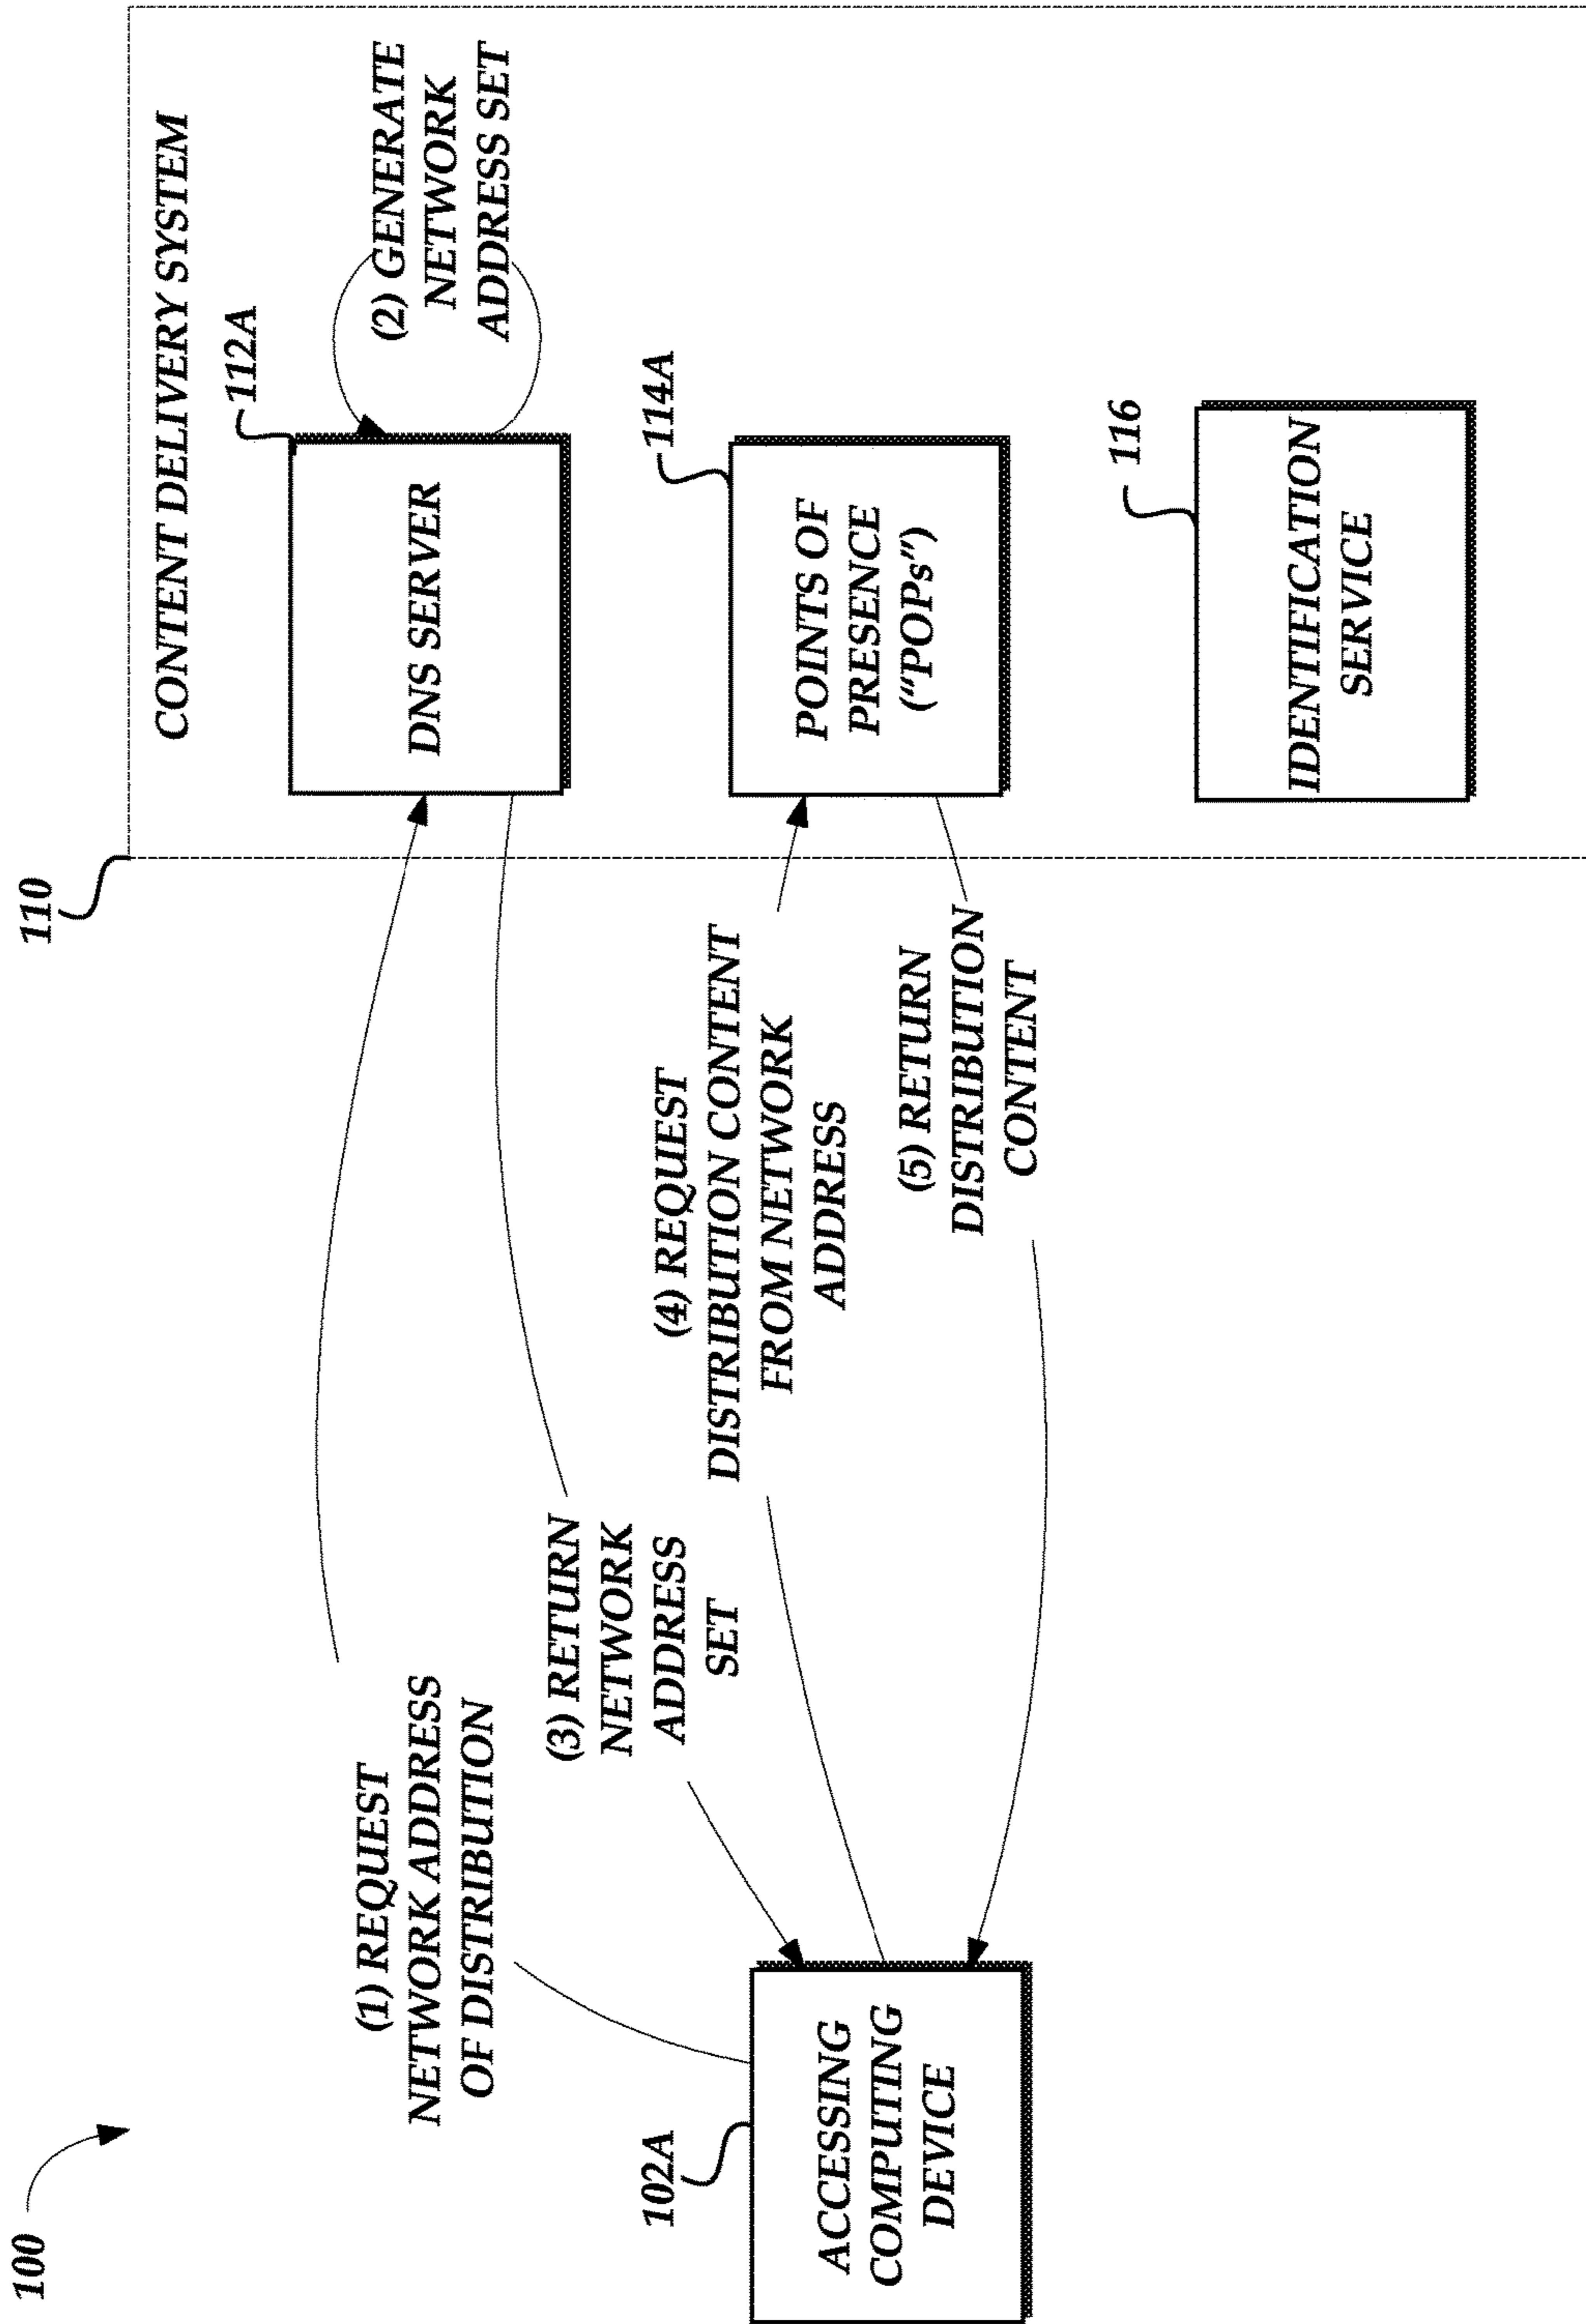 100
110
CONTENT DELIVERY SYSTEM
112A
(1) REQUEST
NETWORK ADDRESS
OF DISTRIBUTION
DNS SERVER
(2) GENERATE
NETWORK
ADDRESS SET
(3) RETURN
NETWORK
ADDRESS
SET
102A
ACCESSING
COMPUTING
DEVICE
(4) REQUEST
DISTRIBUTION CONTENT
FROM NETWORK
ADDRESS
114A
POINTS OF
PRESENCE
("POPs")
(5) RETURN
DISTRIBUTION
CONTENT
116
IDENTIFICATION
SERVICE